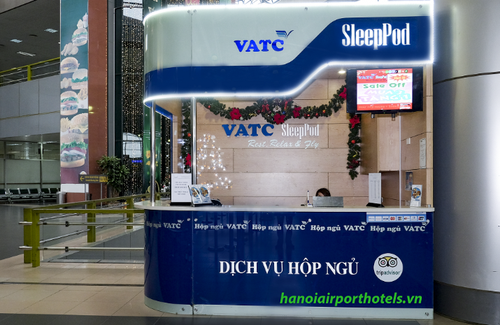 VATC
SleepPod
Sale Off
VATC SleepPod
Rest, Relax & Fly
Hộp ngủ VATC Hộp ngủ VATC Hộp ngủ VATC Hộp ngủ VATC Hộp ngủ VATC
DỊCH VỤ HỘP NGỦ
tripadvisor
hanoiairporthotels.vn